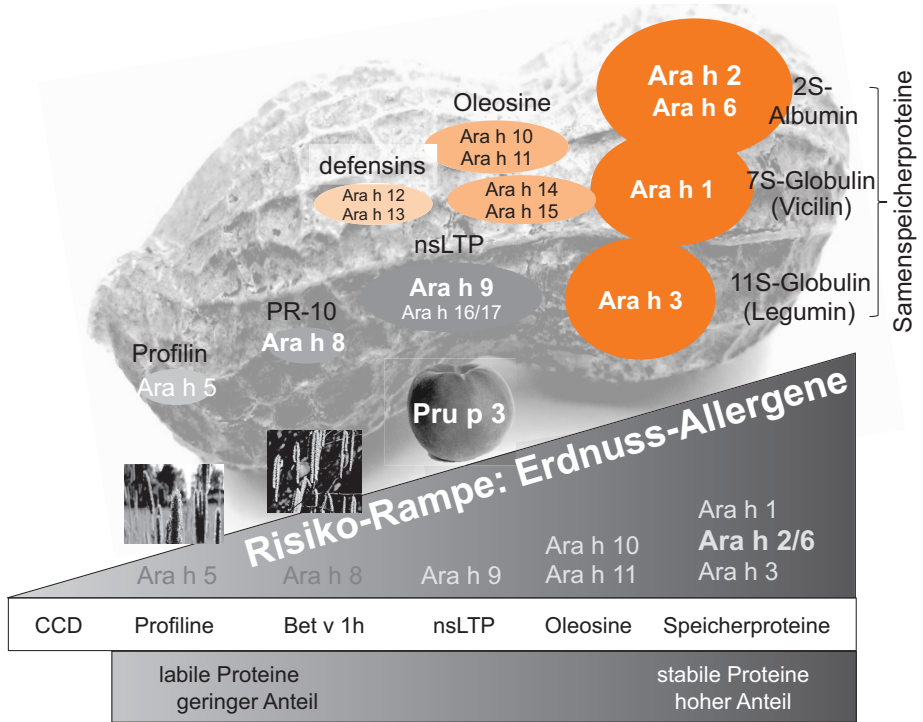 Ara h 2
Ara h 6
2S-
Albumin
Oleosine
Ara h 10
Ara h 11
defensins
Ara h 12
Ara h 13
Ara h 14
Ara h 15
Ara h 1
7S-Globulin
(Vicilin)
Samenspeicherproteine
nsLTP
Ara h 9
Ara h 16/17
Ara h 3
11S-Globulin
(Legumin)
PR-10
Ara h 8
Profilin
Ara h 5
Pru p 3
Risiko-Rampe: Erdnuss-Allergene
Ara h 5
Ara h 8
Ara h 9
Ara h 10
Ara h 11
Ara h 1
Ara h 2/6
Ara h 3
CCD
Profiline
Bet v 1h
nsLTP
Oleosine
Speicherproteine
labile Proteine
geringer Anteil
stabile Proteine
hoher Anteil